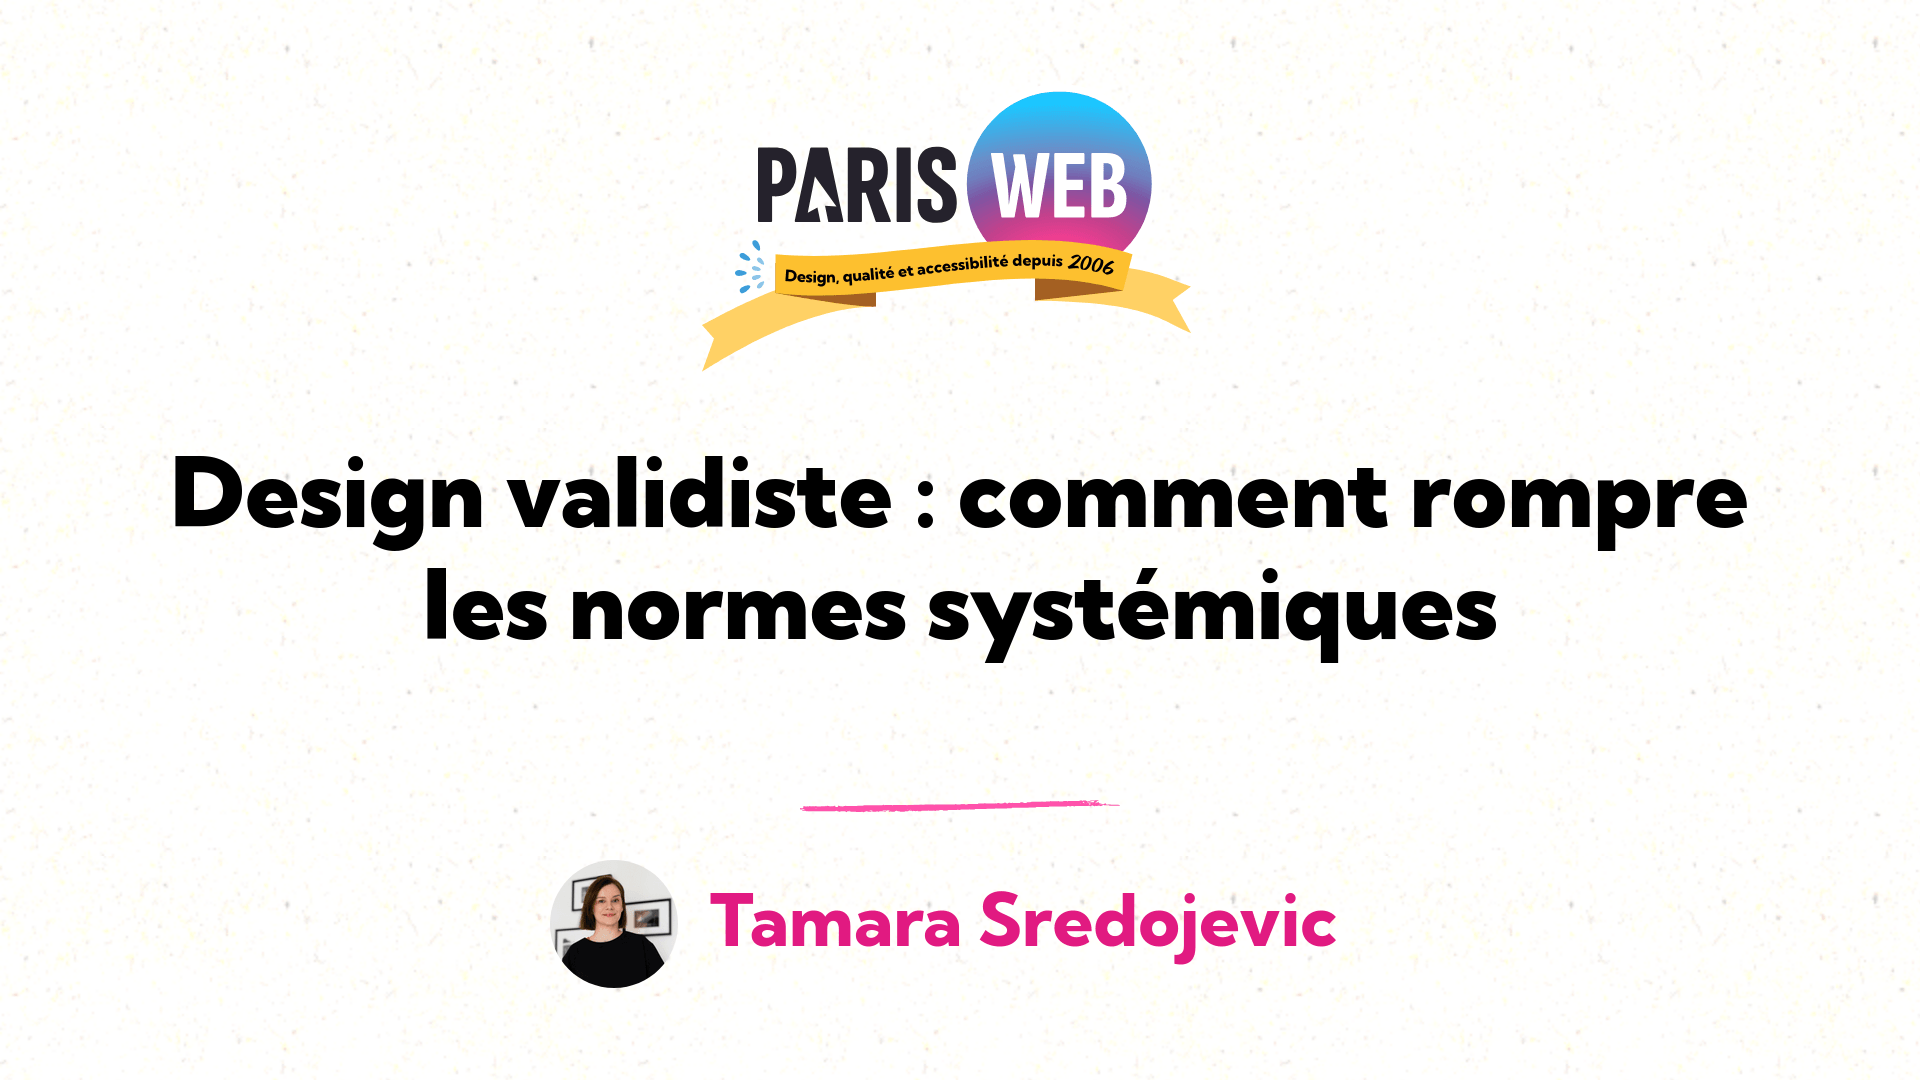 PARIS WEB
Design, qualité et accessibilité depuis 2006
Design validiste : comment rompre
les normes systémiques
Tamara Sredojevic